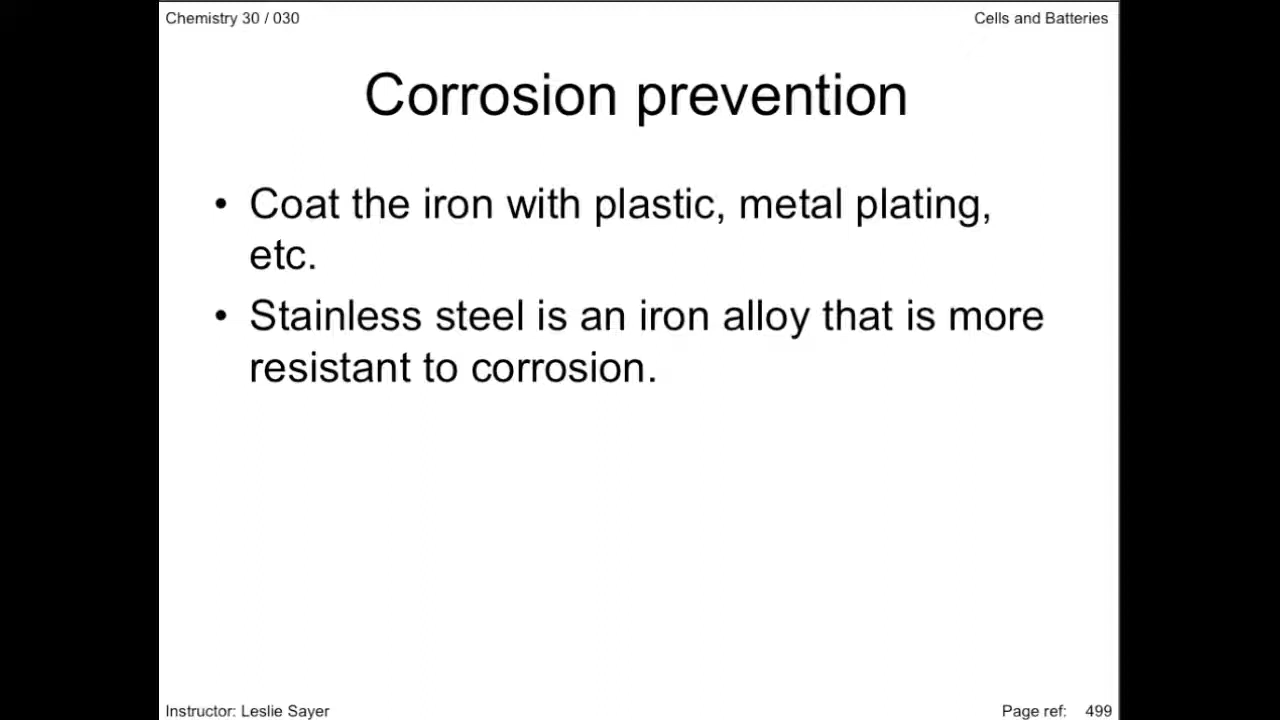 Chemistry 30 / 030
Cells and Batteries
Corrosion prevention
• Coat the iron with plastic, metal plating,
etc.
• Stainless steel is an iron alloy that is more
resistant to corrosion.
Instructor: Leslie Sayer
Page ref: 499